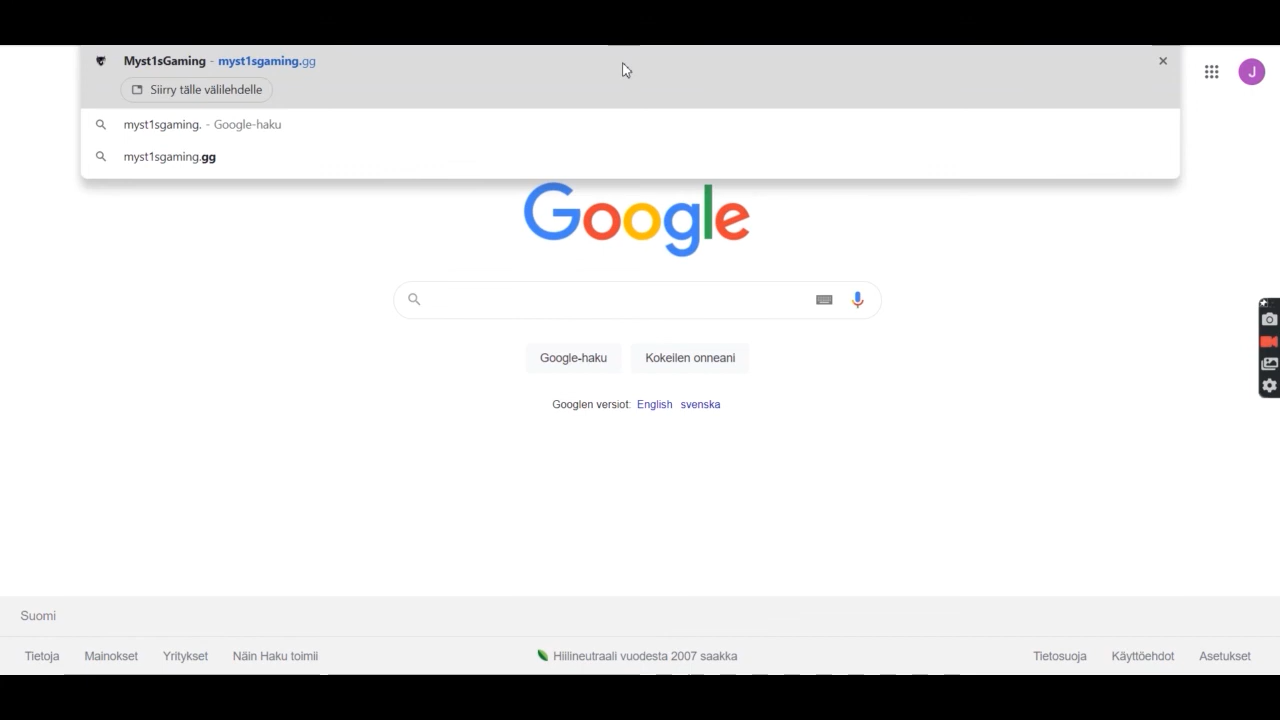 Myst1sGaming - myst1sgaming.gg
Siirry tälle välilehdelle
myst1sgaming. - Google-haku
myst1sgaming.gg
J
Google
Google-haku
Kokeilen onneani
Googlen versiot: English svenska
Suomi
Tietoja Mainokset Yritykset Näin Haku toimii
Hiilineutraali vuodesta 2007 saakka
Tietosuoja Käyttöehdot Asetukset